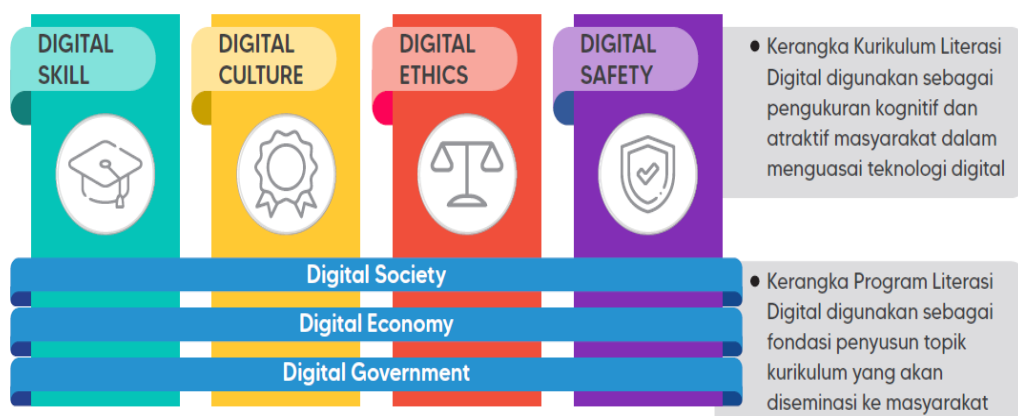 DIGITAL
SKILL
DIGITAL
CULTURE
DIGITAL
ETHICS
DIGITAL
SAFETY
Digital Society
Digital Economy
Digital Government
● Kerangka Kurikulum Literasi
Digital digunakan sebagai
pengukuran kognitif dan
atraktif masyarakat dalam
menguasai teknologi digital
● Kerangka Program Literasi
Digital digunakan sebagai
fondasi penyusun topik
kurikulum yang akan
diseminasi ke masyarakat